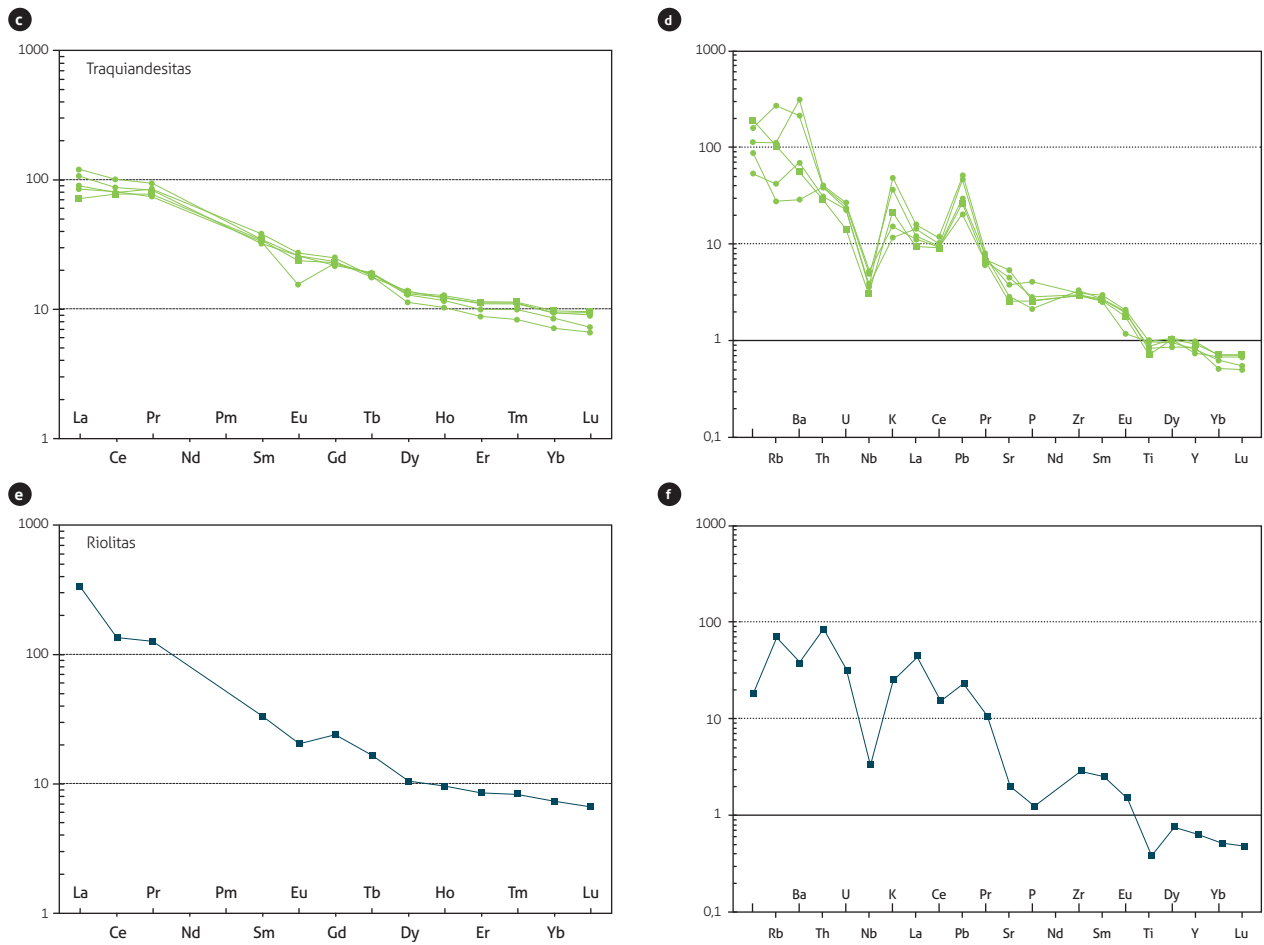 c
1000
Traquiandesitas
100
10
La Pr Pm Eu Tb Ho Tm Lu
1
Ce Nd Sm Gd Dy Er Yb
d
1000
100
10
1
Ba U K Ce Pr P Zr Eu Dy Yb
0,1
Rb Th Nb La Pb Sr Nd Sm Ti Y Lu
e
1000
Riolitas
100
10
La Pr Pm Eu Tb Ho Tm Lu
1
Ce Nd Sm Gd Dy Er Yb
f
1000
100
10
1
Ba U K Ce Pr P Zr Eu Dy Yb
0,1
Rb Th Nb La Pb Sr Nd Sm Ti Y Lu